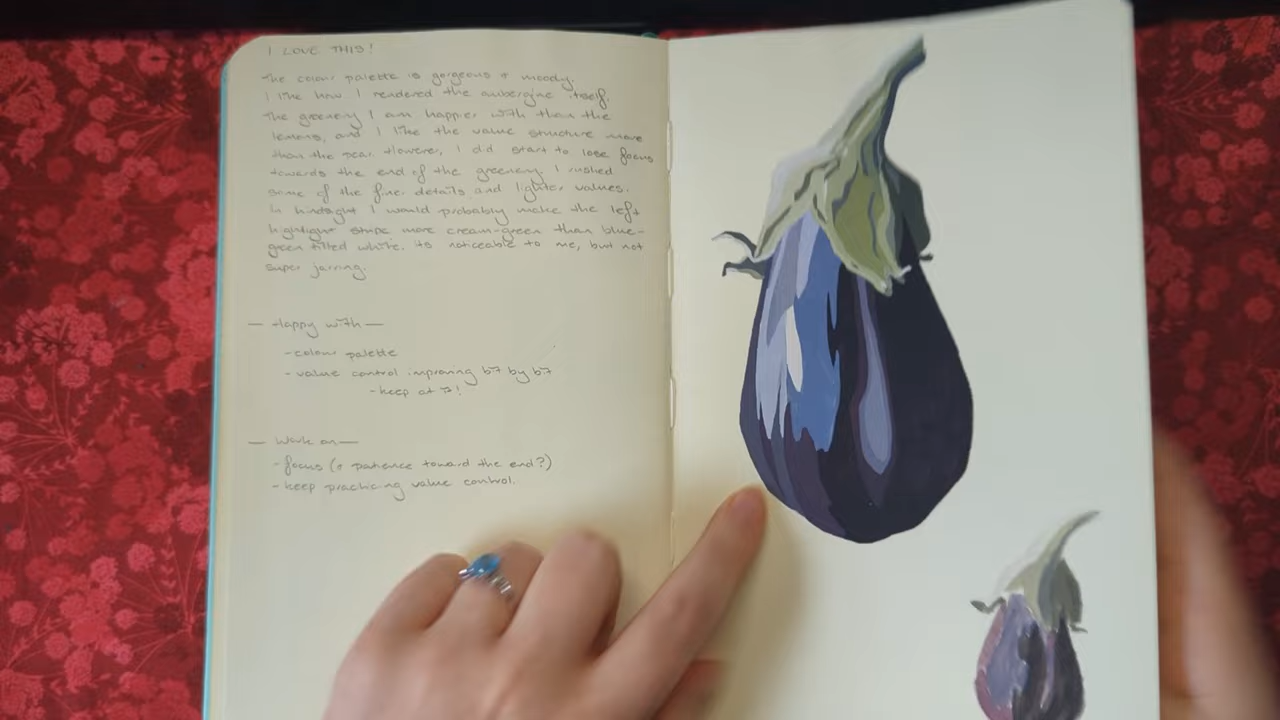 I LOVE THIS!
The colour palette is gorgeous & moody.
I like how I rendered the aubergine itself.
The greenery I am happier with than the
lemons, and I like the value structure more
than the scar flowers. I did start to lose focus
towards the end of the greenery. I rushed
some of the finer details and lighter values.
In hindsight I would probably make the left
highlight stripe more cream-green than blue-
green tilted white. its noticeable to me, but not
super jarring.
— Happy with —
- colour palette
- value control improving bit by bit
- keep at it!
— Work on —
- focus (& patience toward the end?)
- keep practicing value control.